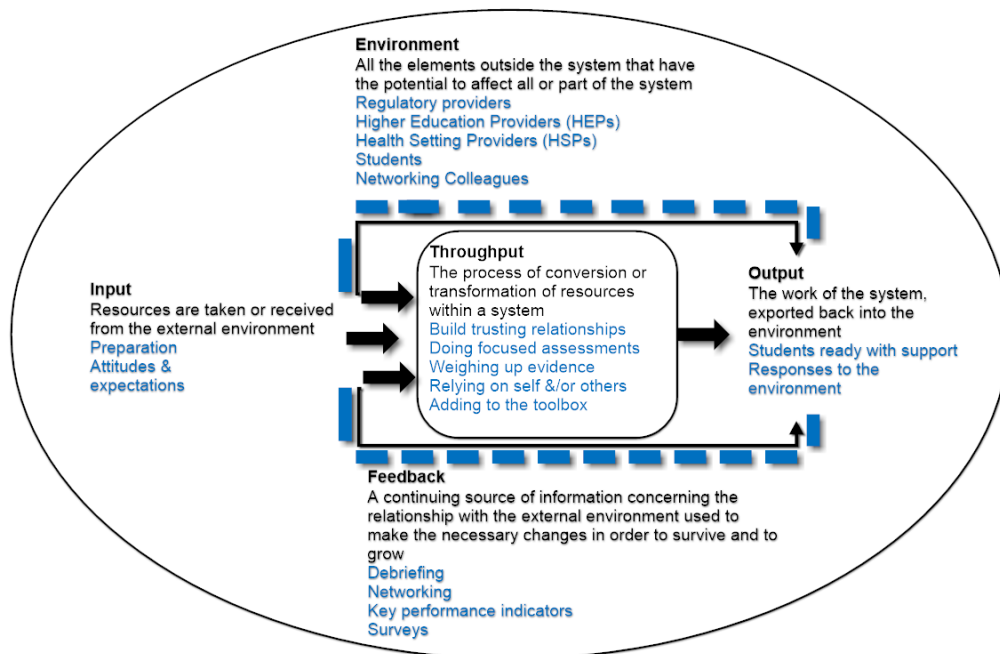 Environment
All the elements outside the system that have
the potential to affect all or part of the system
Regulatory providers
Higher Education Providers (HEPs)
Health Setting Providers (HSPs)
Students
Networking Colleagues
Input
Resources are taken or received
from the external environment
Preparation
Attitudes &
expectations
Throughput
The process of conversion or
transformation of resources
within a system
Build trusting relationships
Doing focused assessments
Weighing up evidence
Relying on self &/or others
Adding to the toolbox
Output
The work of the system,
exported back into the
environment
Students ready with support
Responses to the
environment
Feedback
A continuing source of information concerning the
relationship with the external environment used to
make the necessary changes in order to survive and to
grow
Debriefing
Networking
Key performance indicators
Surveys